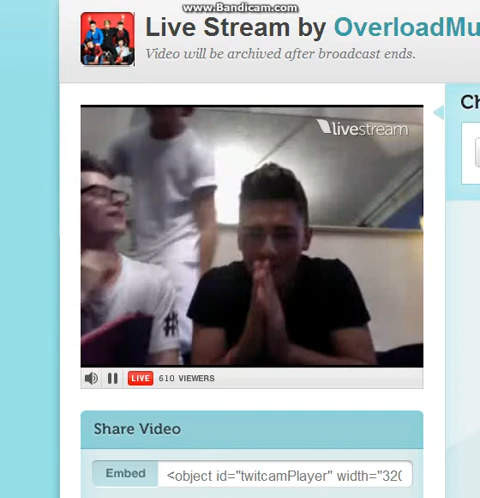 www.Bandicam.com
Live Stream by OverloadMu
Video will be archived after broadcast ends.
Ch
livestream
#
LIVE 610 VIEWERS
Share Video
Embed <object id="twitcamPlayer" width="320